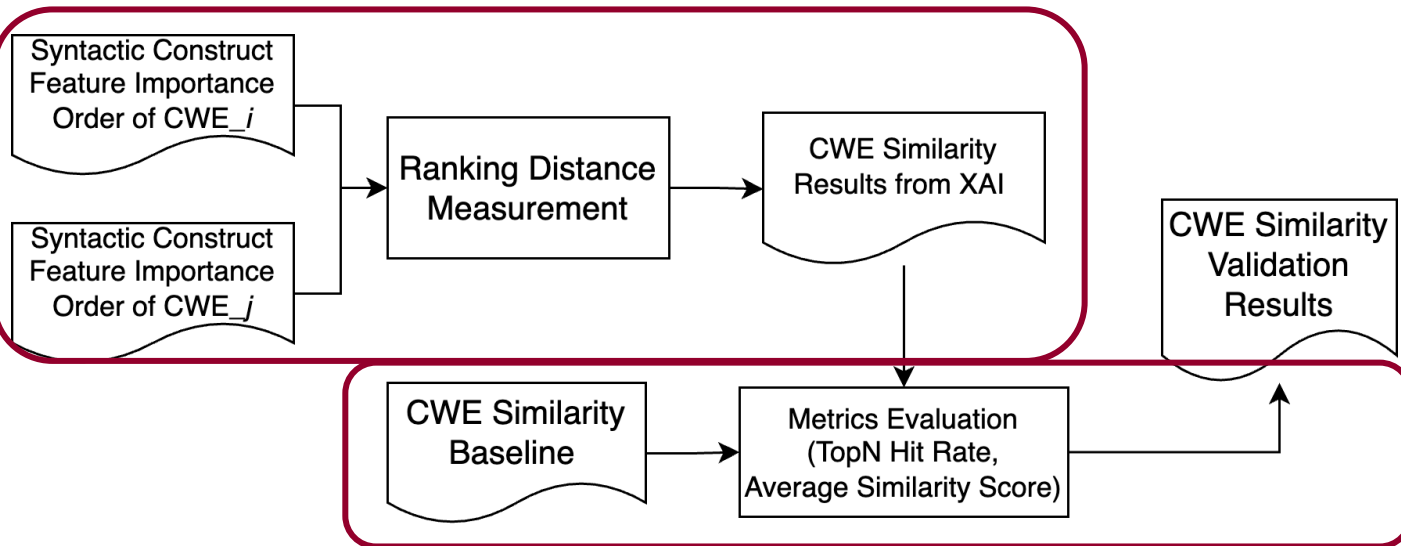 Syntactic Construct
Feature Importance
Order of CWE_i
Syntactic Construct
Feature Importance
Order of CWE_j
Ranking Distance
Measurement
CWE Similarity
Results from XAI
CWE Similarity
Validation
Results
CWE Similarity
Baseline
Metrics Evaluation
(TopN Hit Rate,
Average Similarity Score)